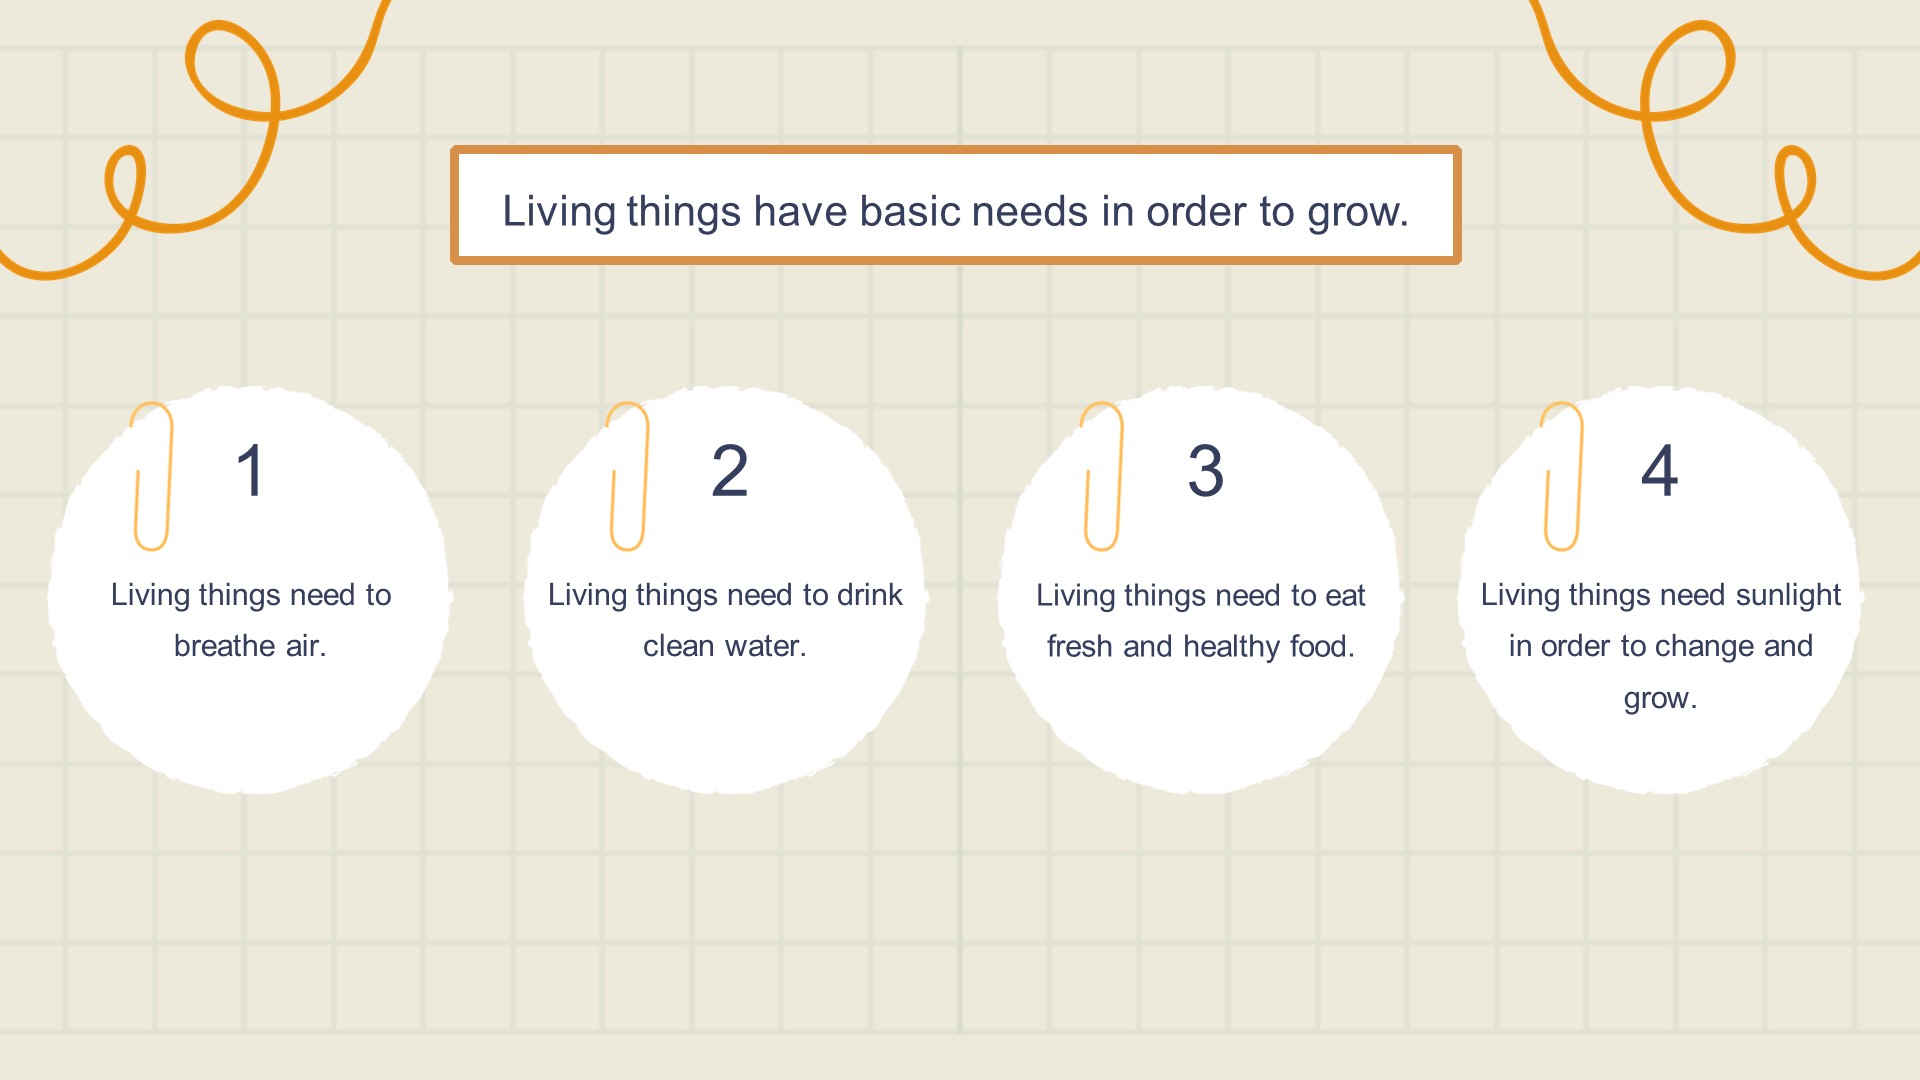 Living things have basic needs in order to grow.
1
Living things need to
breathe air.
2
Living things need to drink
clean water.
3
Living things need to eat
fresh and healthy food.
4
Living things need sunlight
in order to change and
grow.